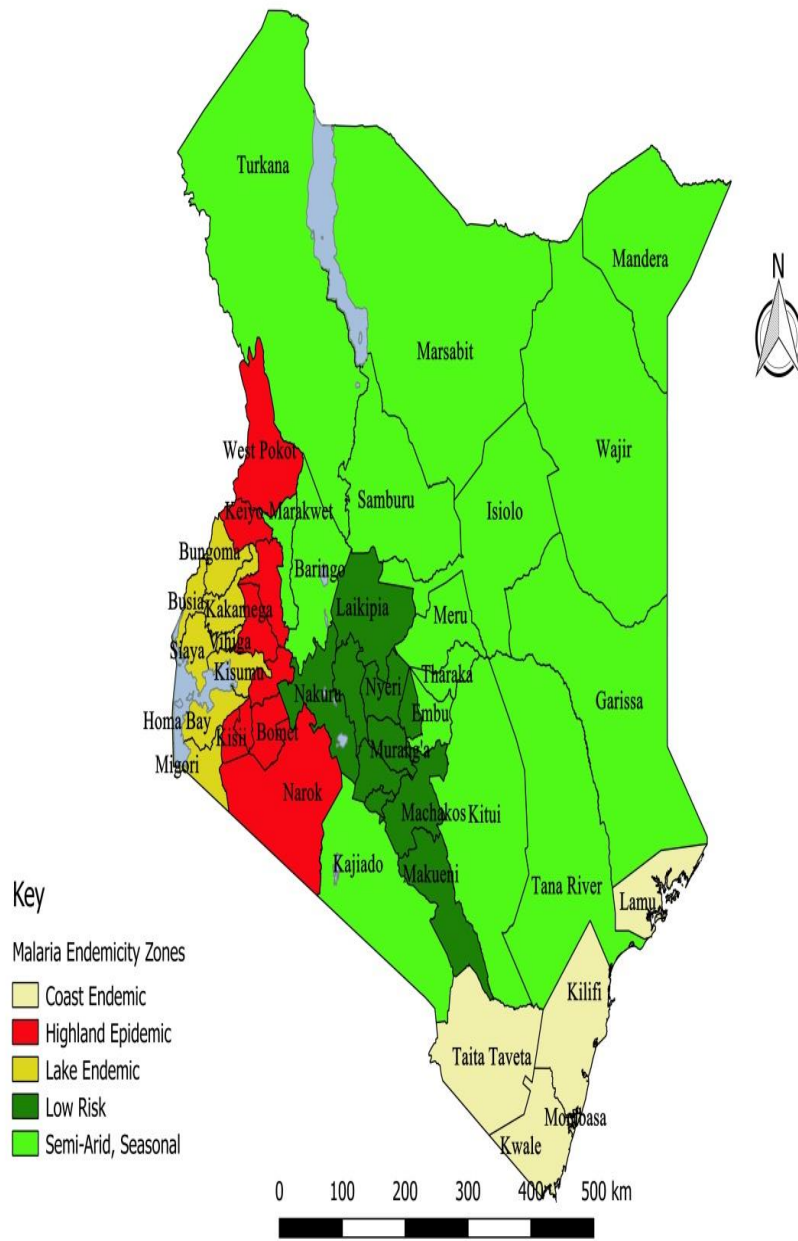 Turkana
Mandera
N
Marsabit
Wajir
West Pokot
Samburu
Isiolo
Keiyo-Marakwet
Bungoma
Baringo
Busia
Kakamega
Laikipia
Meru
Siaya
Vihiga
Kisumu
Tharaka
Nakuru
Nyeri
Garissa
Embu
Homa Bay
Kisii
Bomet
Murang'a
Migori
Narok
Machakos
Kitui
Kajiado
Makueni
Tana River
Lamu
Kilifi
Taita Taveta
Mombasa
Kwale
Key
Malaria Endemicity Zones
Coast Endemic
Highland Epidemic
Lake Endemic
Low Risk
Semi-Arid, Seasonal
0 100 200 300 400 500 km